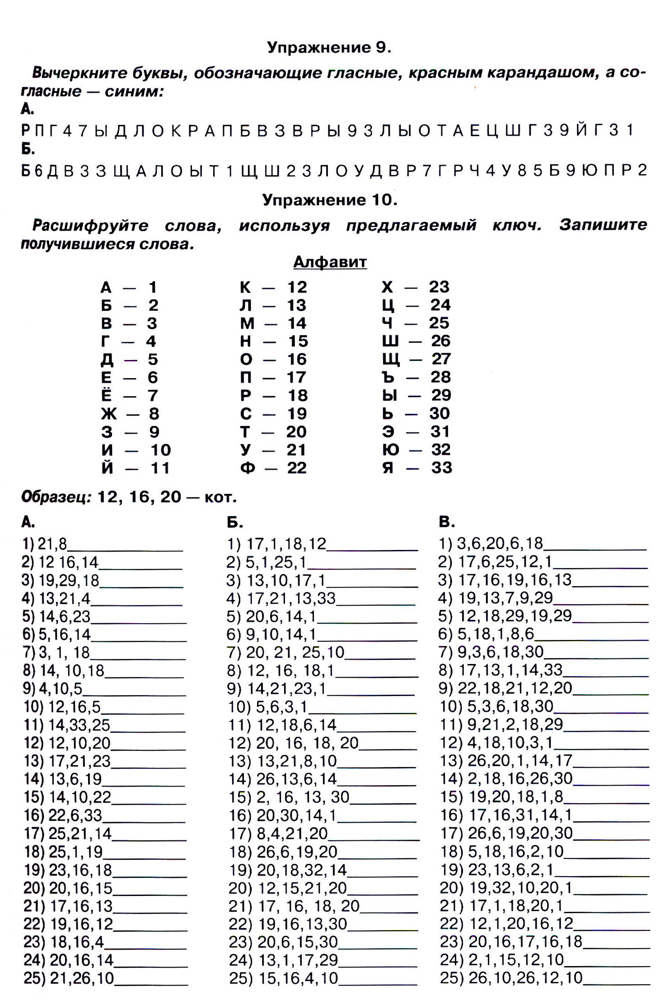 Упражнение 9.
Вычеркните буквы, обозначающие гласные, красным карандашом, а со-
гласные — синим:
А.
Р П Г 4 7 Ы Д Л О К Р А П Б В З В Р Ы 9 3 Л Ы О Т А Е Ц Ш Г 3 9 Й Г 3 1
Б.
Б 6 Д В 3 3 Щ А Л О Ы Т 1 Щ Ш 2 3 Л О У Д В Р 7 Г Р Ч 4 У 8 5 Б 9 Ю П Р 2
Упражнение 10.
Расшифруйте слова, используя предлагаемый ключ. Запишите
получившиеся слова.
Алфавит
А — 1 К — 12 Х — 23
Б — 2 Л — 13 Ц — 24
В — 3 М — 14 Ч — 25
Г — 4 Н — 15 Ш — 26
Д — 5 О — 16 Щ — 27
Е — 6 П — 17 Ъ — 28
Ё — 7 Р — 18 Ы — 29
Ж — 8 С — 19 Ь — 30
З — 9 Т — 20 Э — 31
И — 10 У — 21 Ю — 32
Й — 11 Ф — 22 Я — 33
Образец: 12, 16, 20 — кот.
А. Б. В.
1) 21,8 1) 17,1,18,12 1) 3,6,20,6,18
2) 12 16,14 2) 5,1,25,1 2) 17,6,25,12,1
3) 19,29,18 3) 13,10,17,1 3) 17,16,19,16,13
4) 13,21,4 4) 17,21,13,33 4) 19,13,7,9,29
5) 14,6,23 5) 20,6,14,1 5) 12,18,29,19,29
6) 5,16,14 6) 9,10,14,1 6) 5,18,1,8,6
7) 3, 1, 18 7) 20, 21, 25,10 7) 9,3,6,18,30
8) 14, 10,18 8) 12, 16, 18,1 8) 17,13,1,14,33
9) 4,10,5 9) 14,21,23,1 9) 22,18,21,12,20
10) 12,16,5 10) 5,6,3,1 10) 5,3,6,18,30
11) 14,33,25 11) 12,18,6,14 11) 9,21,2,18,29
12) 12,10,20 12) 20, 16, 18, 20 12) 4,18,10,3,1
13) 17,21,23 13) 13,21,8,10 13) 26,20,1,14,17
14) 13,6,19 14) 26,13,6,14 14) 2,18,16,26,30
15) 14,10,22 15) 2, 16, 13, 30 15) 19,20,18,1,8
16) 22,6,33 16) 20,30,14,1 16) 17,16,31,14,1
17) 25,21,14 17) 8,4,21,20 17) 26,6,19,20,30
18) 25,1,19 18) 26,6,19,20 18) 5,18,16,2,10
19) 23,16,18 19) 20,18,32,14 19) 23,13,6,2,1
20) 20,16,15 20) 12,15,21,20 20) 19,32,10,20,1
21) 17,16,13 21) 17, 16, 18, 20 21) 17,1,18,20,1
22) 19,16,12 22) 19,16,13,30 22) 12,1,20,16,12
23) 18,16,4 23) 20,6,15,30 23) 20,16,17,16,18
24) 20,16,14 24) 13,1,17,29 24) 2,1,15,12,10
25) 21,26,10 25) 15,16,4,10 25) 26,10,26,12,10